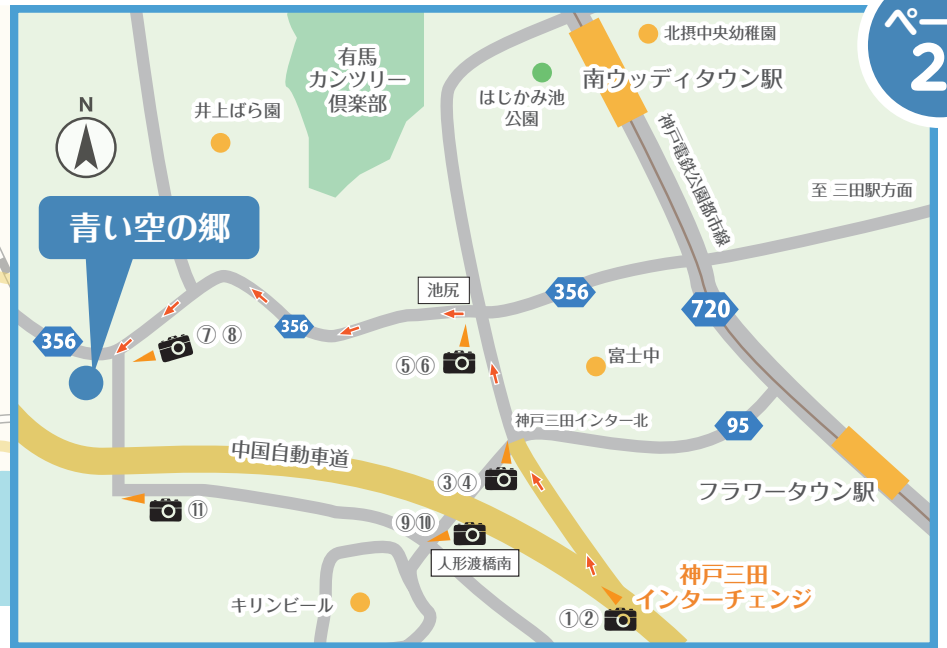 ペー
2
北摂中央幼稚園
南ウッディタウン駅
はじかみ池
公園
有馬
カンツリー
倶楽部
井上ばら園
N
神戸電鉄公園都市線
至 三田駅方面
青い空の郷
池尻
356
356
720
356
⑦ ⑧
⑤⑥
富士中
神戸三田インター北
95
中国自動車道
③④
フラワータウン駅
⑪
⑨⑩
人形渡橋南
神戸三田
インターチェンジ
キリンビール
①②